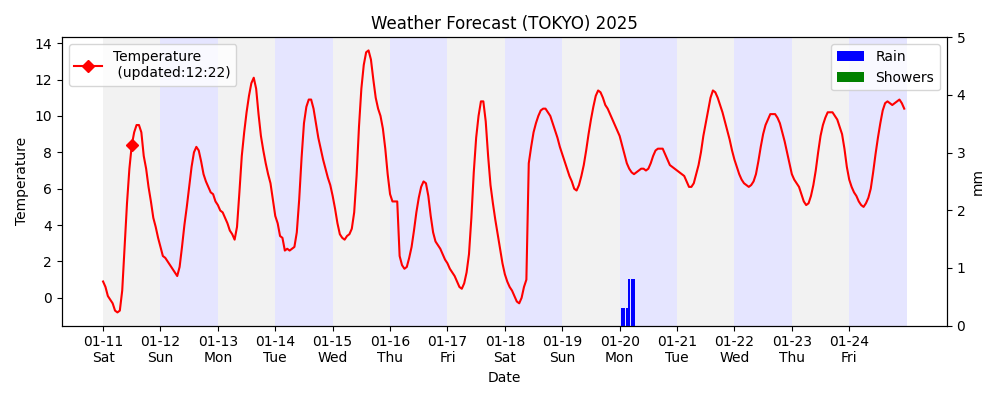 Weather Forecast (TOKYO) 2025
Temperature
(updated:12:22)
Rain
Showers
Temperature
14
12
10
8
6
4
2
0
5
4
3
2
1
0
mm
01-11 01-12 01-13 01-14 01-15 01-16 01-17 01-18 01-19 01-20 01-21 01-22 01-23 01-24
Sat Sun Mon Tue Wed Thu Fri Sat Sun Mon Tue Wed Thu Fri
Date